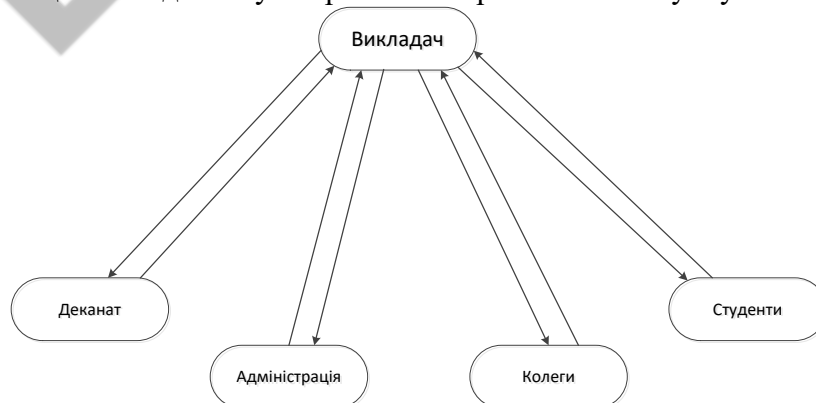 Викладач
Деканат
Студенти
Адміністрація
Колеги